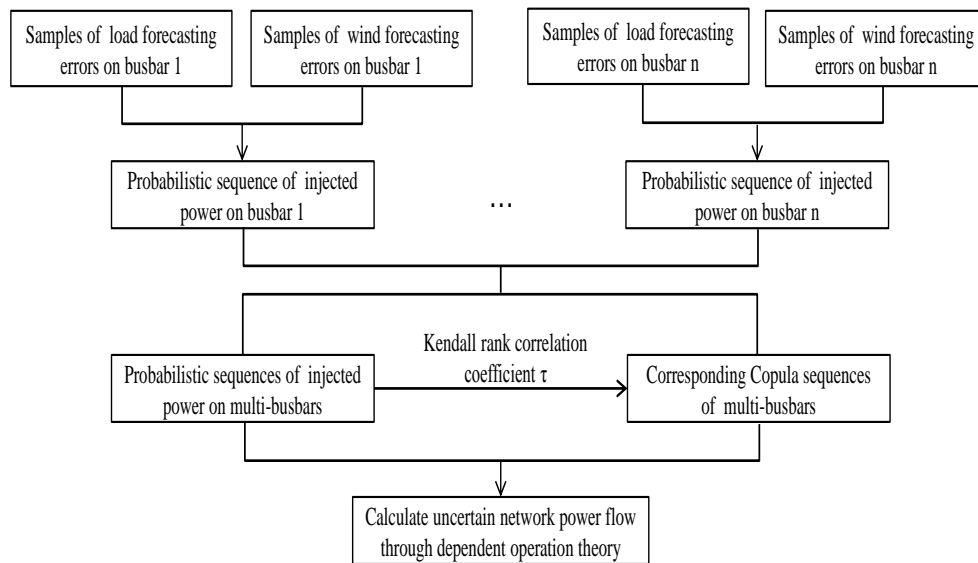 Samples of load forecasting
errors on busbar 1
Samples of wind forecasting
errors on busbar 1
Samples of load forecasting
errors on busbar n
Samples of wind forecasting
errors on busbar n
Probabilistic sequence of injected
power on busbar 1
...
Probabilistic sequence of injected
power on busbar n
Kendall rank correlation
coefficient τ
Probabilistic sequences of injected
power on multi-busbars
Corresponding Copula sequences
of multi-busbars
Calculate uncertain network power flow
through dependent operation theory